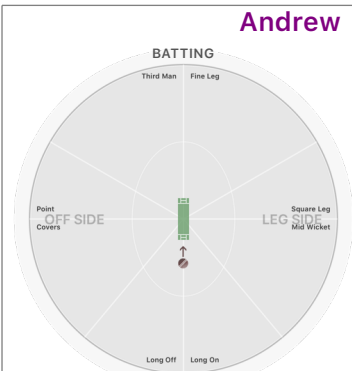 Andrew
BATTING
Third Man
Fine Leg
Point
Square Leg
OFF SIDE
LEG SIDE
Covers
Mid Wicket
Long Off
Long On